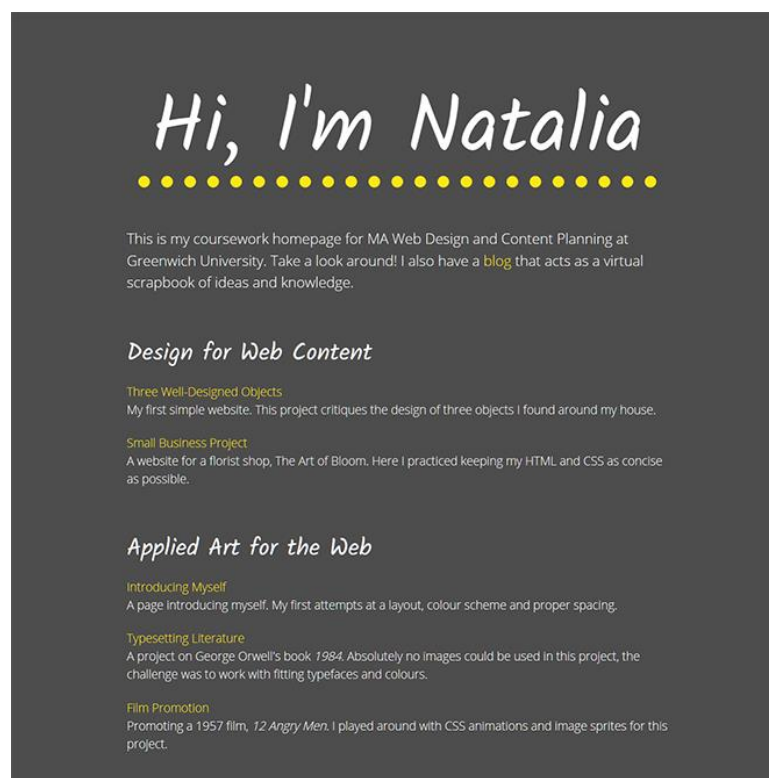 Hi, I'm Natalia
This is my coursework homepage for MA Web Design and Content Planning at
Greenwich University. Take a look around! I also have a blog that acts as a virtual
scrapbook of ideas and knowledge.
Design for Web Content
Three Well-Designed Objects
My first simple website. This project critiques the design of three objects I found around my house.
Small Business Project
A website for a florist shop, The Art of Bloom. Here I practiced keeping my HTML and CSS as concise
as possible.
Applied Art for the Web
Introducing Myself
A page introducing myself. My first attempts at a layout, colour scheme and proper spacing.
Typesetting Literature
A project on George Orwell's book 1984. Absolutely no images could be used in this project, the
challenge was to work with fitting typefaces and colours.
Film Promotion
Promoting a 1957 film, 12 Angry Men. I played around with CSS animations and image sprites for this
project.